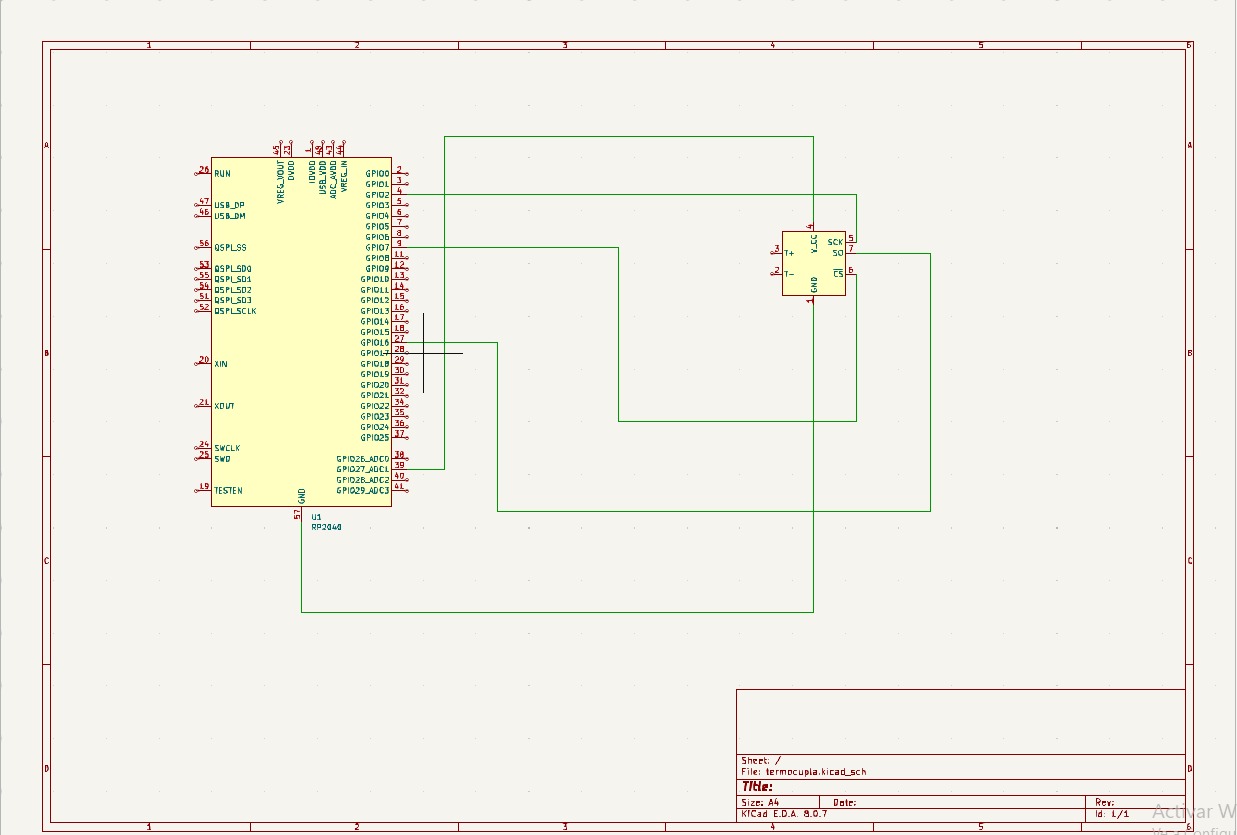 1 2 3 4 5 6
A A
45 23 1 48 43 44
26 RUN
VREG_VOUT DVDD IOVDD USB_VDD ADC_AVDD VREG_IN
GPIO0 2
GPIO1 3
GPIO2 4
47 USB_DP GPIO3 5
46 USB_DM GPIO4 6
GPIO5 7
GPIO6 8
56 QSPI_SS GPIO7 9
GPIO8 11
53 QSPI_SD0 GPIO9 12
55 QSPI_SD1 GPIO10 13
54 QSPI_SD2 GPIO11 14
51 QSPI_SD3 GPIO12 15
52 QSPI_SCLK GPIO13 16
GPIO14 17
GPIO15 18
GPIO16 27
B GPIO17 28 B
20 XIN GPIO18 29
GPIO19 30
GPIO20 31
GPIO21 32
21 XOUT GPIO22 34
GPIO23 35
GPIO24 36
GPIO25 37
24 SWCLK
25 SWD GPIO26_ADC0 38
GPIO27_ADC1 39
GPIO28_ADC2 40
19 TESTEN GPIO29_ADC3 41
GND
57
U1
RP2040
4
V_CC
SCK 5
3 T+ SO 7
2 T- CS 6
GND
1
C C
D D
Sheet: /
File: termocupla.kicad_sch
Title:
Size: A4 Date: Rev:
KiCad E.D.A. 8.0.7 Id: 1/1
Activar W
1 2 3 4 5 6